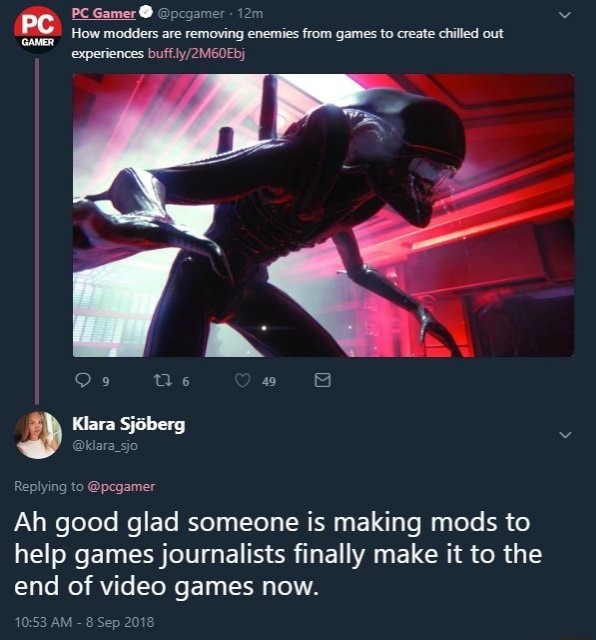 PC
GAMER
PC Gamer @pcgamer · 12m
How modders are removing enemies from games to create chilled out
experiences buff.ly/2M60Ebj
9 6 49
Klara Sjöberg
@klara_sjo
Replying to @pcgamer
Ah good glad someone is making mods to
help games journalists finally make it to the
end of video games now.
10:53 AM - 8 Sep 2018